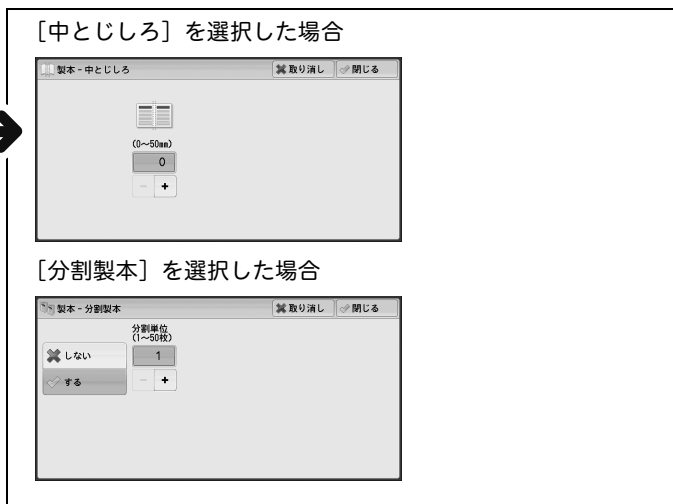 ［中とじしろ］を選択した場合
製本 - 中とじしろ
取り消し
閉じる
(0～50mm)
0
- +
［分割製本］を選択した場合
製本 - 分割製本
取り消し
閉じる
分割単位
(1～50枚)
しない
1
する
- +